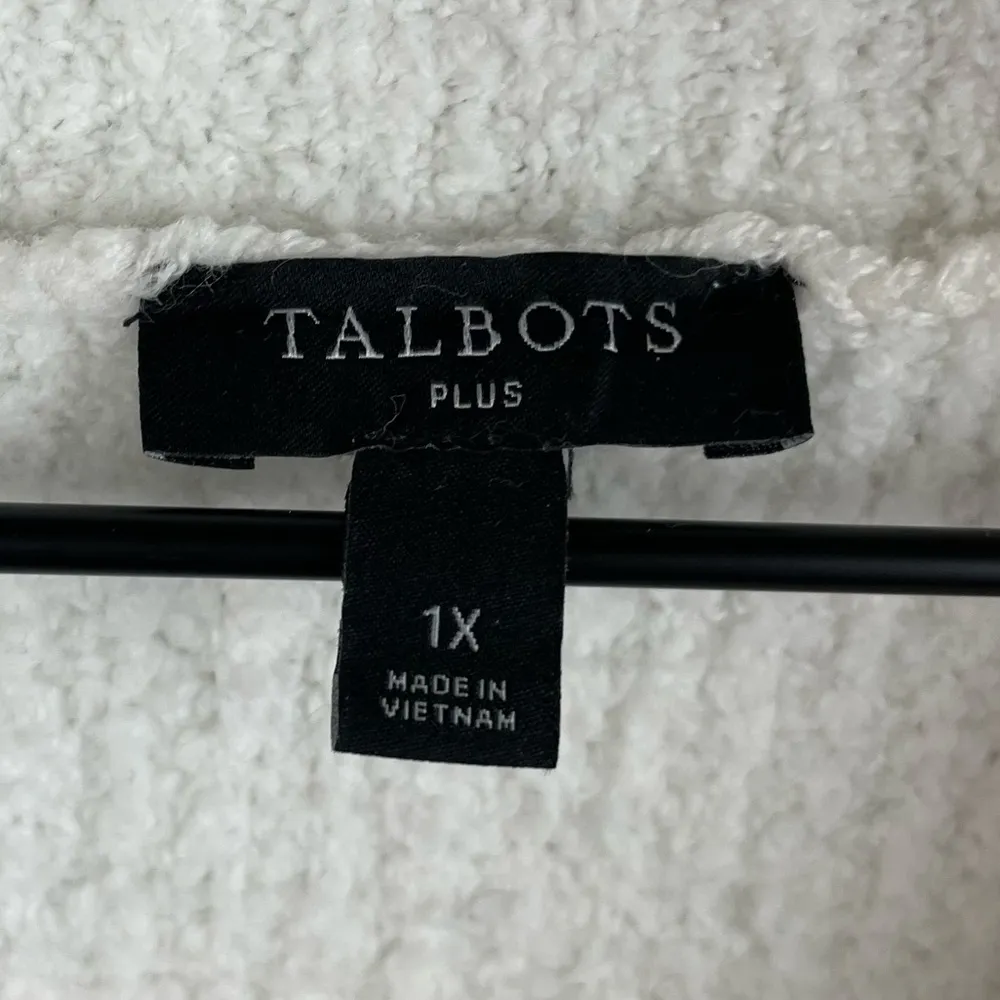 TALBOTS
PLUS
1X
MADE IN
VIETNAM